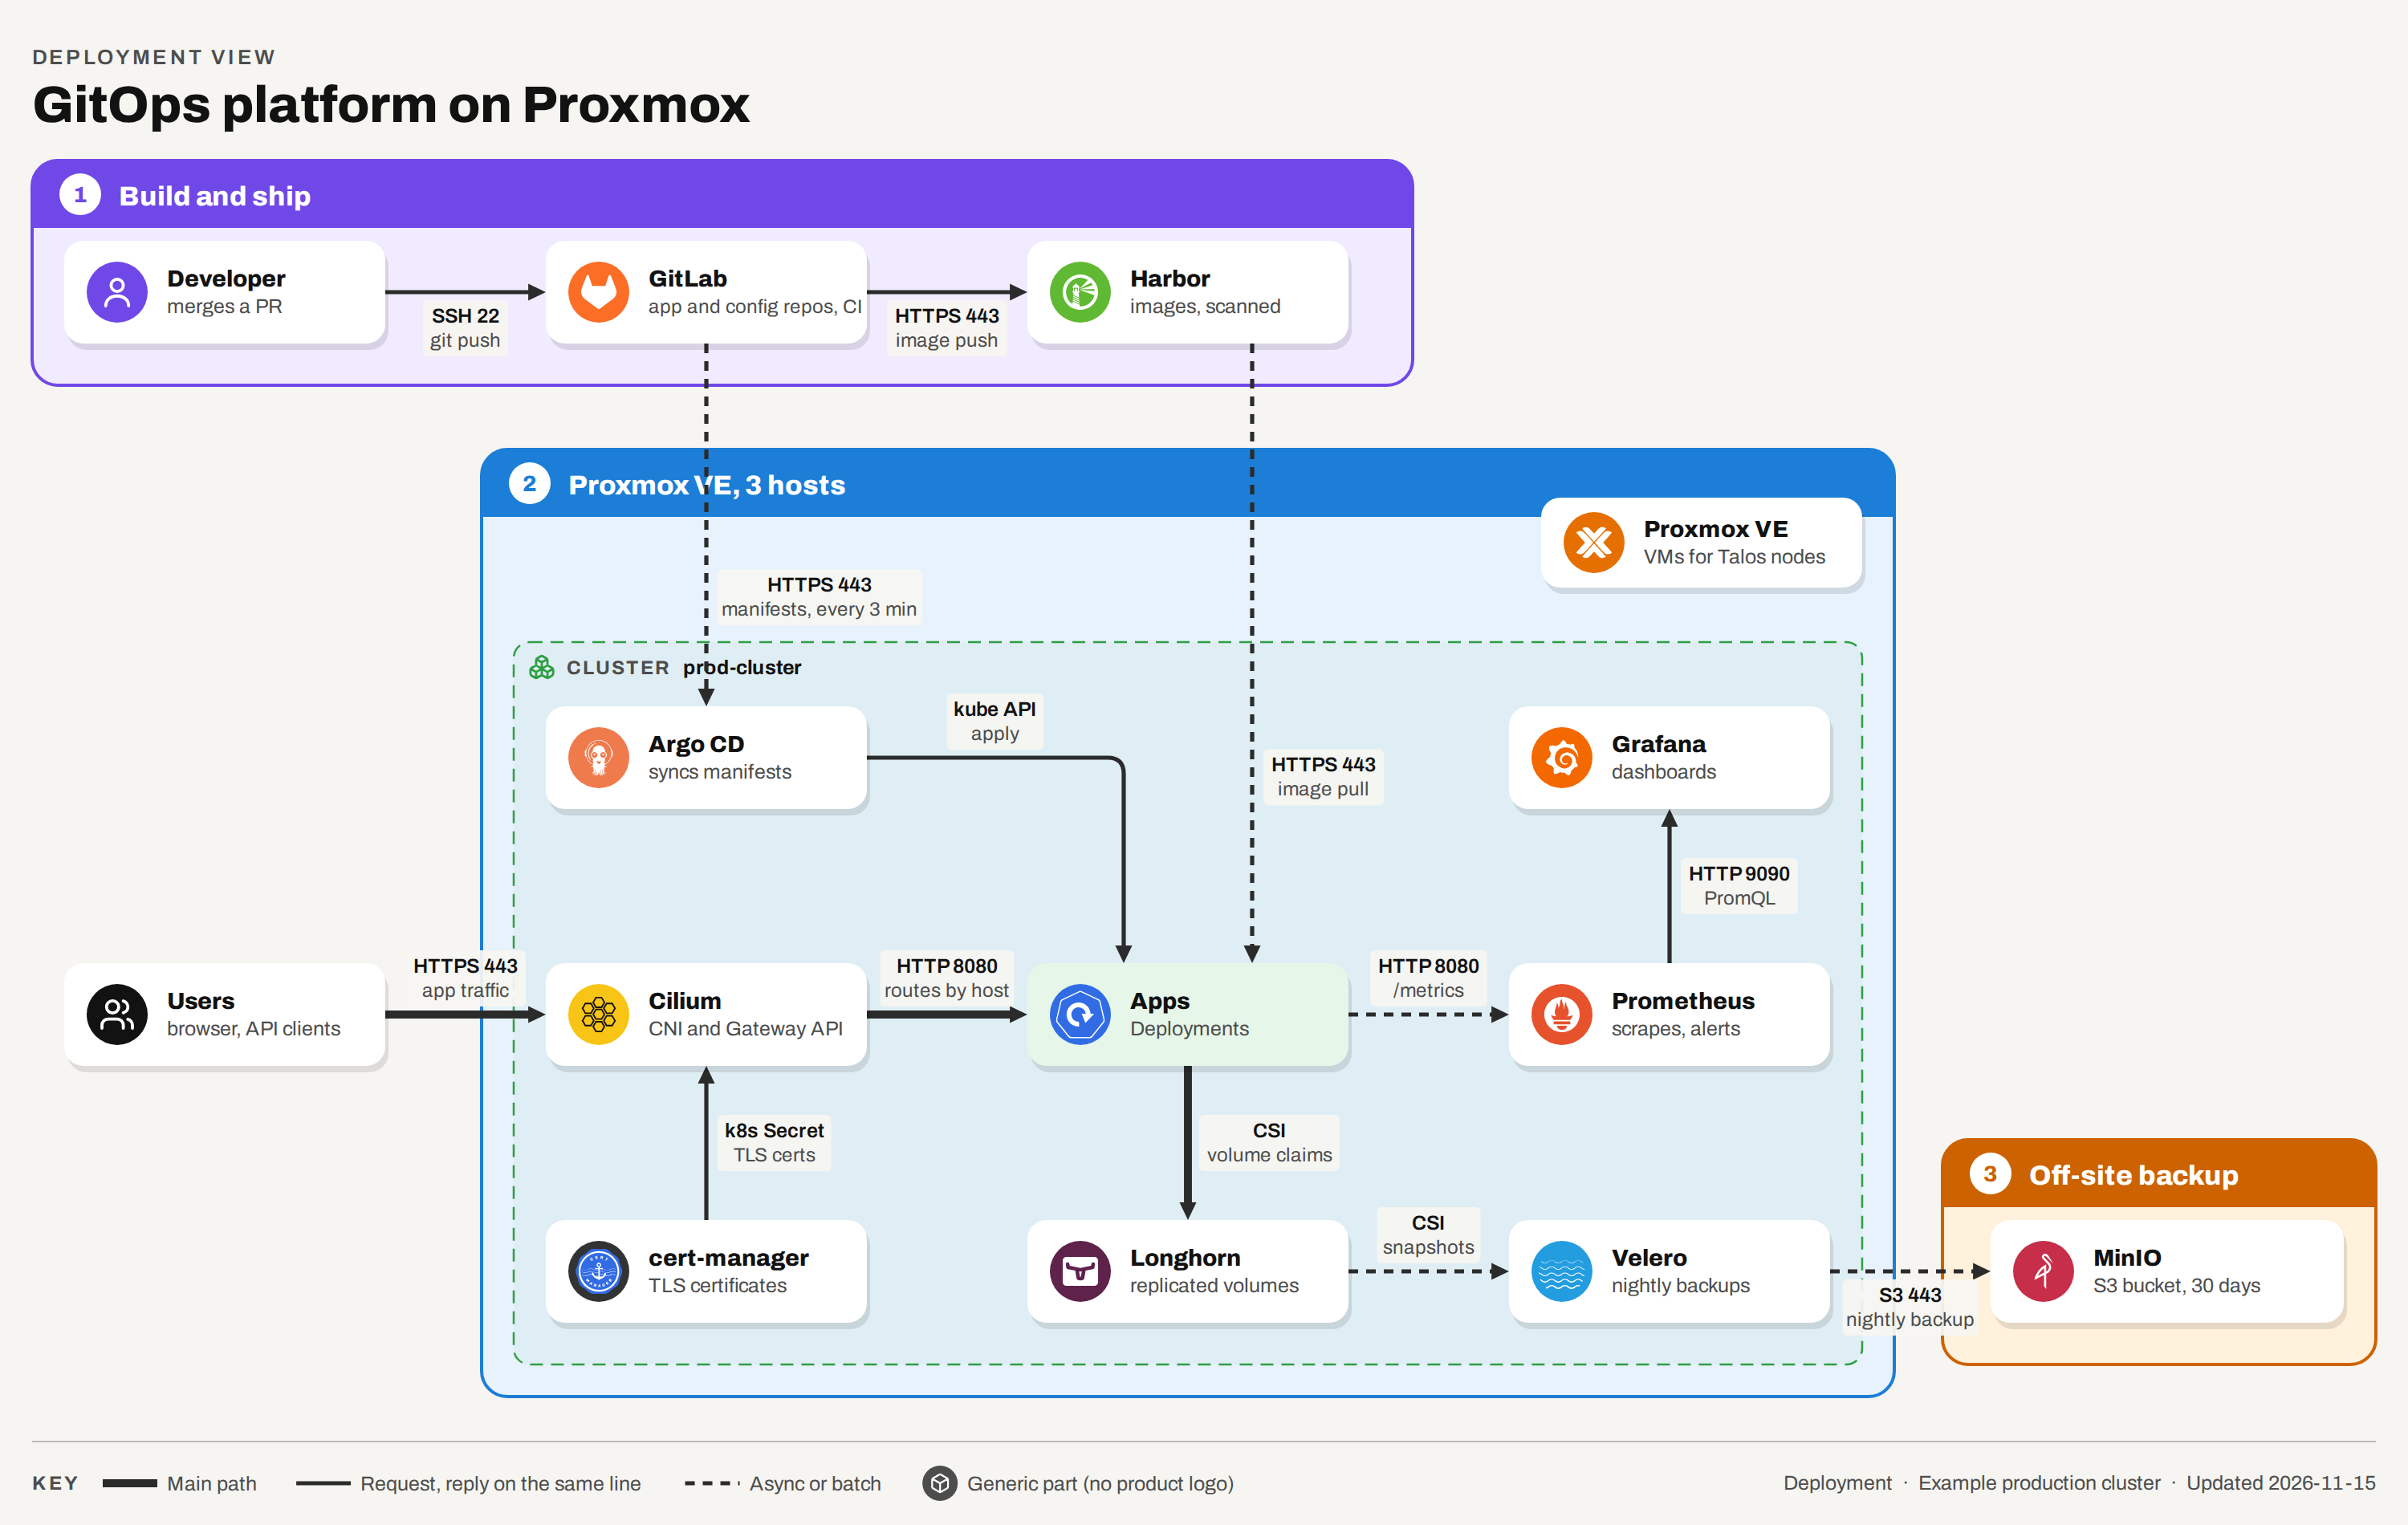 DEPLOYMENT VIEW
GitOps platform on Proxmox
1 Build and ship
Developer
merges a PR
SSH 22
git push
GitLab
app and config repos, CI
HTTPS 443
image push
Harbor
images, scanned
2 Proxmox VE, 3 hosts
Proxmox VE
VMs for Talos nodes
HTTPS 443
manifests, every 3 min
CLUSTER prod-cluster
Argo CD
syncs manifests
kube API
apply
HTTPS 443
image pull
Grafana
dashboards
HTTP 9090
PromQL
Users
browser, API clients
HTTPS 443
app traffic
Cilium
CNI and Gateway API
HTTP 8080
routes by host
Apps
Deployments
HTTP 8080
/metrics
Prometheus
scrapes, alerts
k8s Secret
TLS certs
CSI
volume claims
cert-manager
TLS certificates
Longhorn
replicated volumes
CSI
snapshots
Velero
nightly backups
S3 443
nightly backup
3 Off-site backup
MinIO
S3 bucket, 30 days
KEY Main path Request, reply on the same line Async or batch Generic part (no product logo)
Deployment · Example production cluster · Updated 2026-11-15